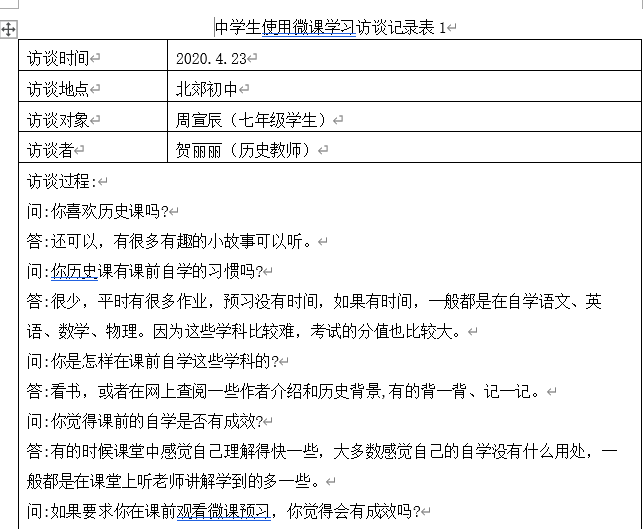 中学生使用微课学习访谈记录表1
访谈时间 2020.4.23
访谈地点 北郊初中
访谈对象 周宣辰（七年级学生）
访谈者 贺丽丽（历史教师）
访谈过程:
问:你喜欢历史课吗?
答:还可以，有很多有趣的小故事可以听。
问:你历史课有课前自学的习惯吗?
答:很少，平时有很多作业，预习没有时间，如果有时间，一般都是在自学语文、英
语、数学、物理。因为这些学科比较难，考试的分值也比较大。
问:你是怎样在课前自学这些学科的?
答:看书，或者在网上查阅一些作者介绍和历史背景,有的背一背、记一记。
问:你觉得课前的自学是否有成效?
答:有的时候课堂中感觉自己理解得快一些，大多数感觉自己的自学没有什么用处，一
般都是在课堂上听老师讲解学到的多一些。
问:如果要求你在课前观看微课预习，你觉得会有成效吗?